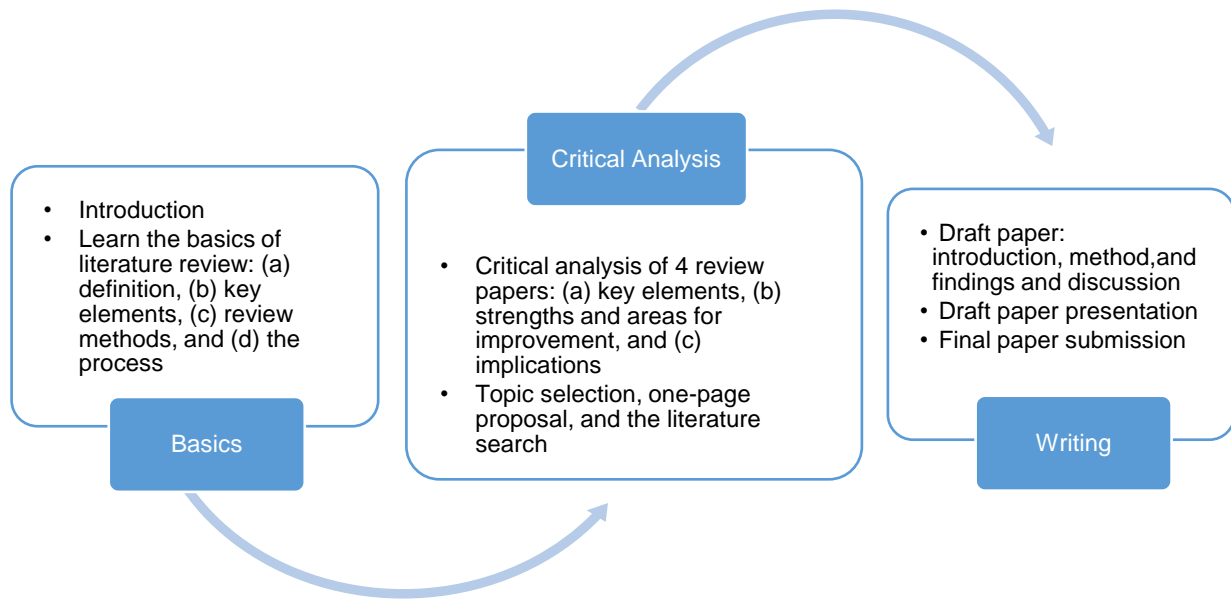 • Introduction
• Learn the basics of
literature review: (a)
definition, (b) key
elements, (c) review
methods, and (d) the
process
Basics
Critical Analysis
• Critical analysis of 4 review
papers: (a) key elements, (b)
strengths and areas for
improvement, and (c)
implications
• Topic selection, one-page
proposal, and the literature
search
• Draft paper:
introduction, method,and
findings and discussion
• Draft paper presentation
• Final paper submission
Writing